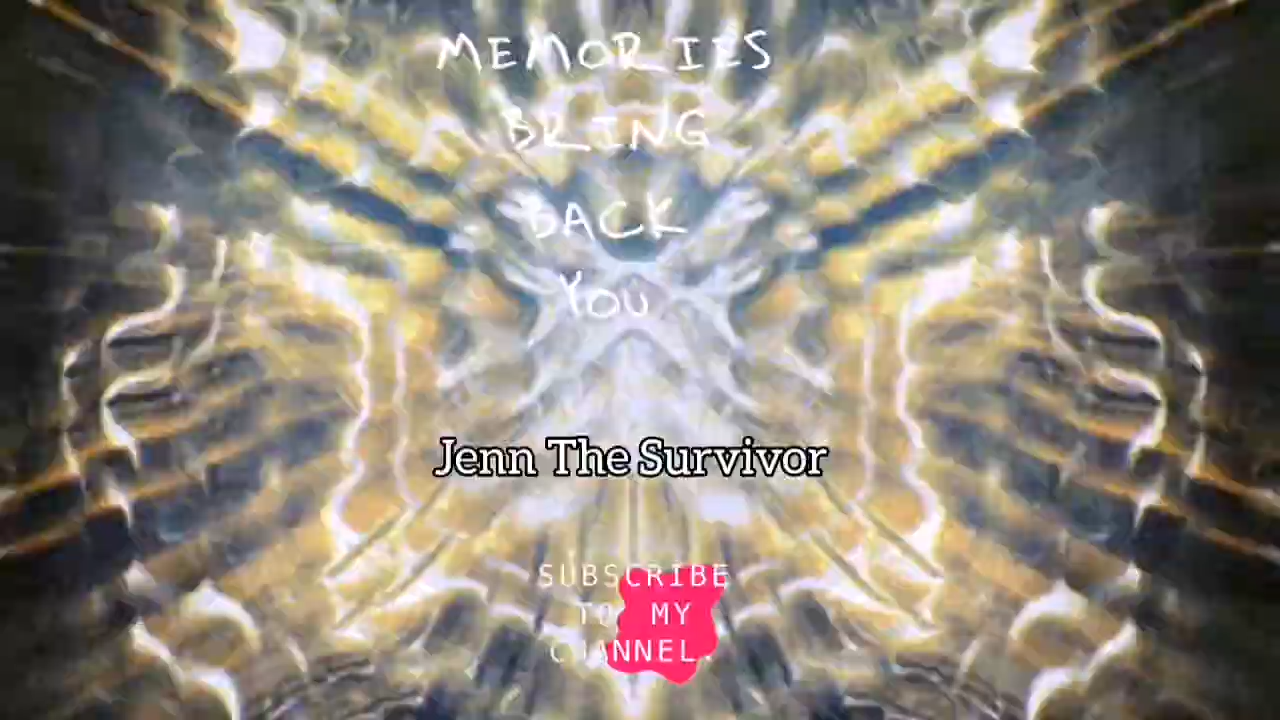 MEMORIES
BRING
BACK
YOU
Jenn The Survivor
SUBSCRIBE
TO MY
CHANNEL.